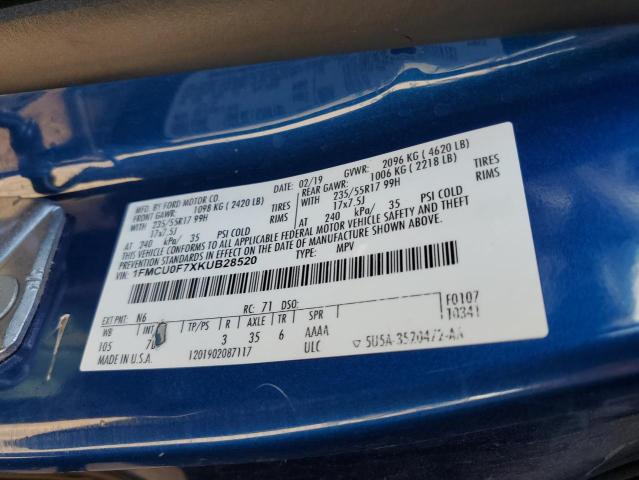 MFD. BY FORD MOTOR CO.
DATE: 02/19 GVWR: 2096 KG ( 4620 LB)
FRONT GAWR: 1098 KG ( 2420 LB) REAR GAWR: 1006 KG ( 2218 LB)
WITH 235/55R17 99H TIRES WITH 235/55R17 99H TIRES
17x7.5J RIMS 17x7.5J RIMS
AT 240 kPa/ 35 PSI COLD AT 240 kPa/ 35 PSI COLD
THIS VEHICLE CONFORMS TO ALL APPLICABLE FEDERAL MOTOR VEHICLE SAFETY AND THEFT
PREVENTION STANDARDS IN EFFECT ON THE DATE OF MANUFACTURE SHOWN ABOVE.
VIN: 1FMCU0F7XKUB28520 TYPE: MPV
F0107
10341
EXT PNT: N6 RC: 71 DSO:
WB INT TP/PS R AXLE TR SPR
105 3 35 6 AAAA
MADE IN U.S.A. 1201902087117 ULC